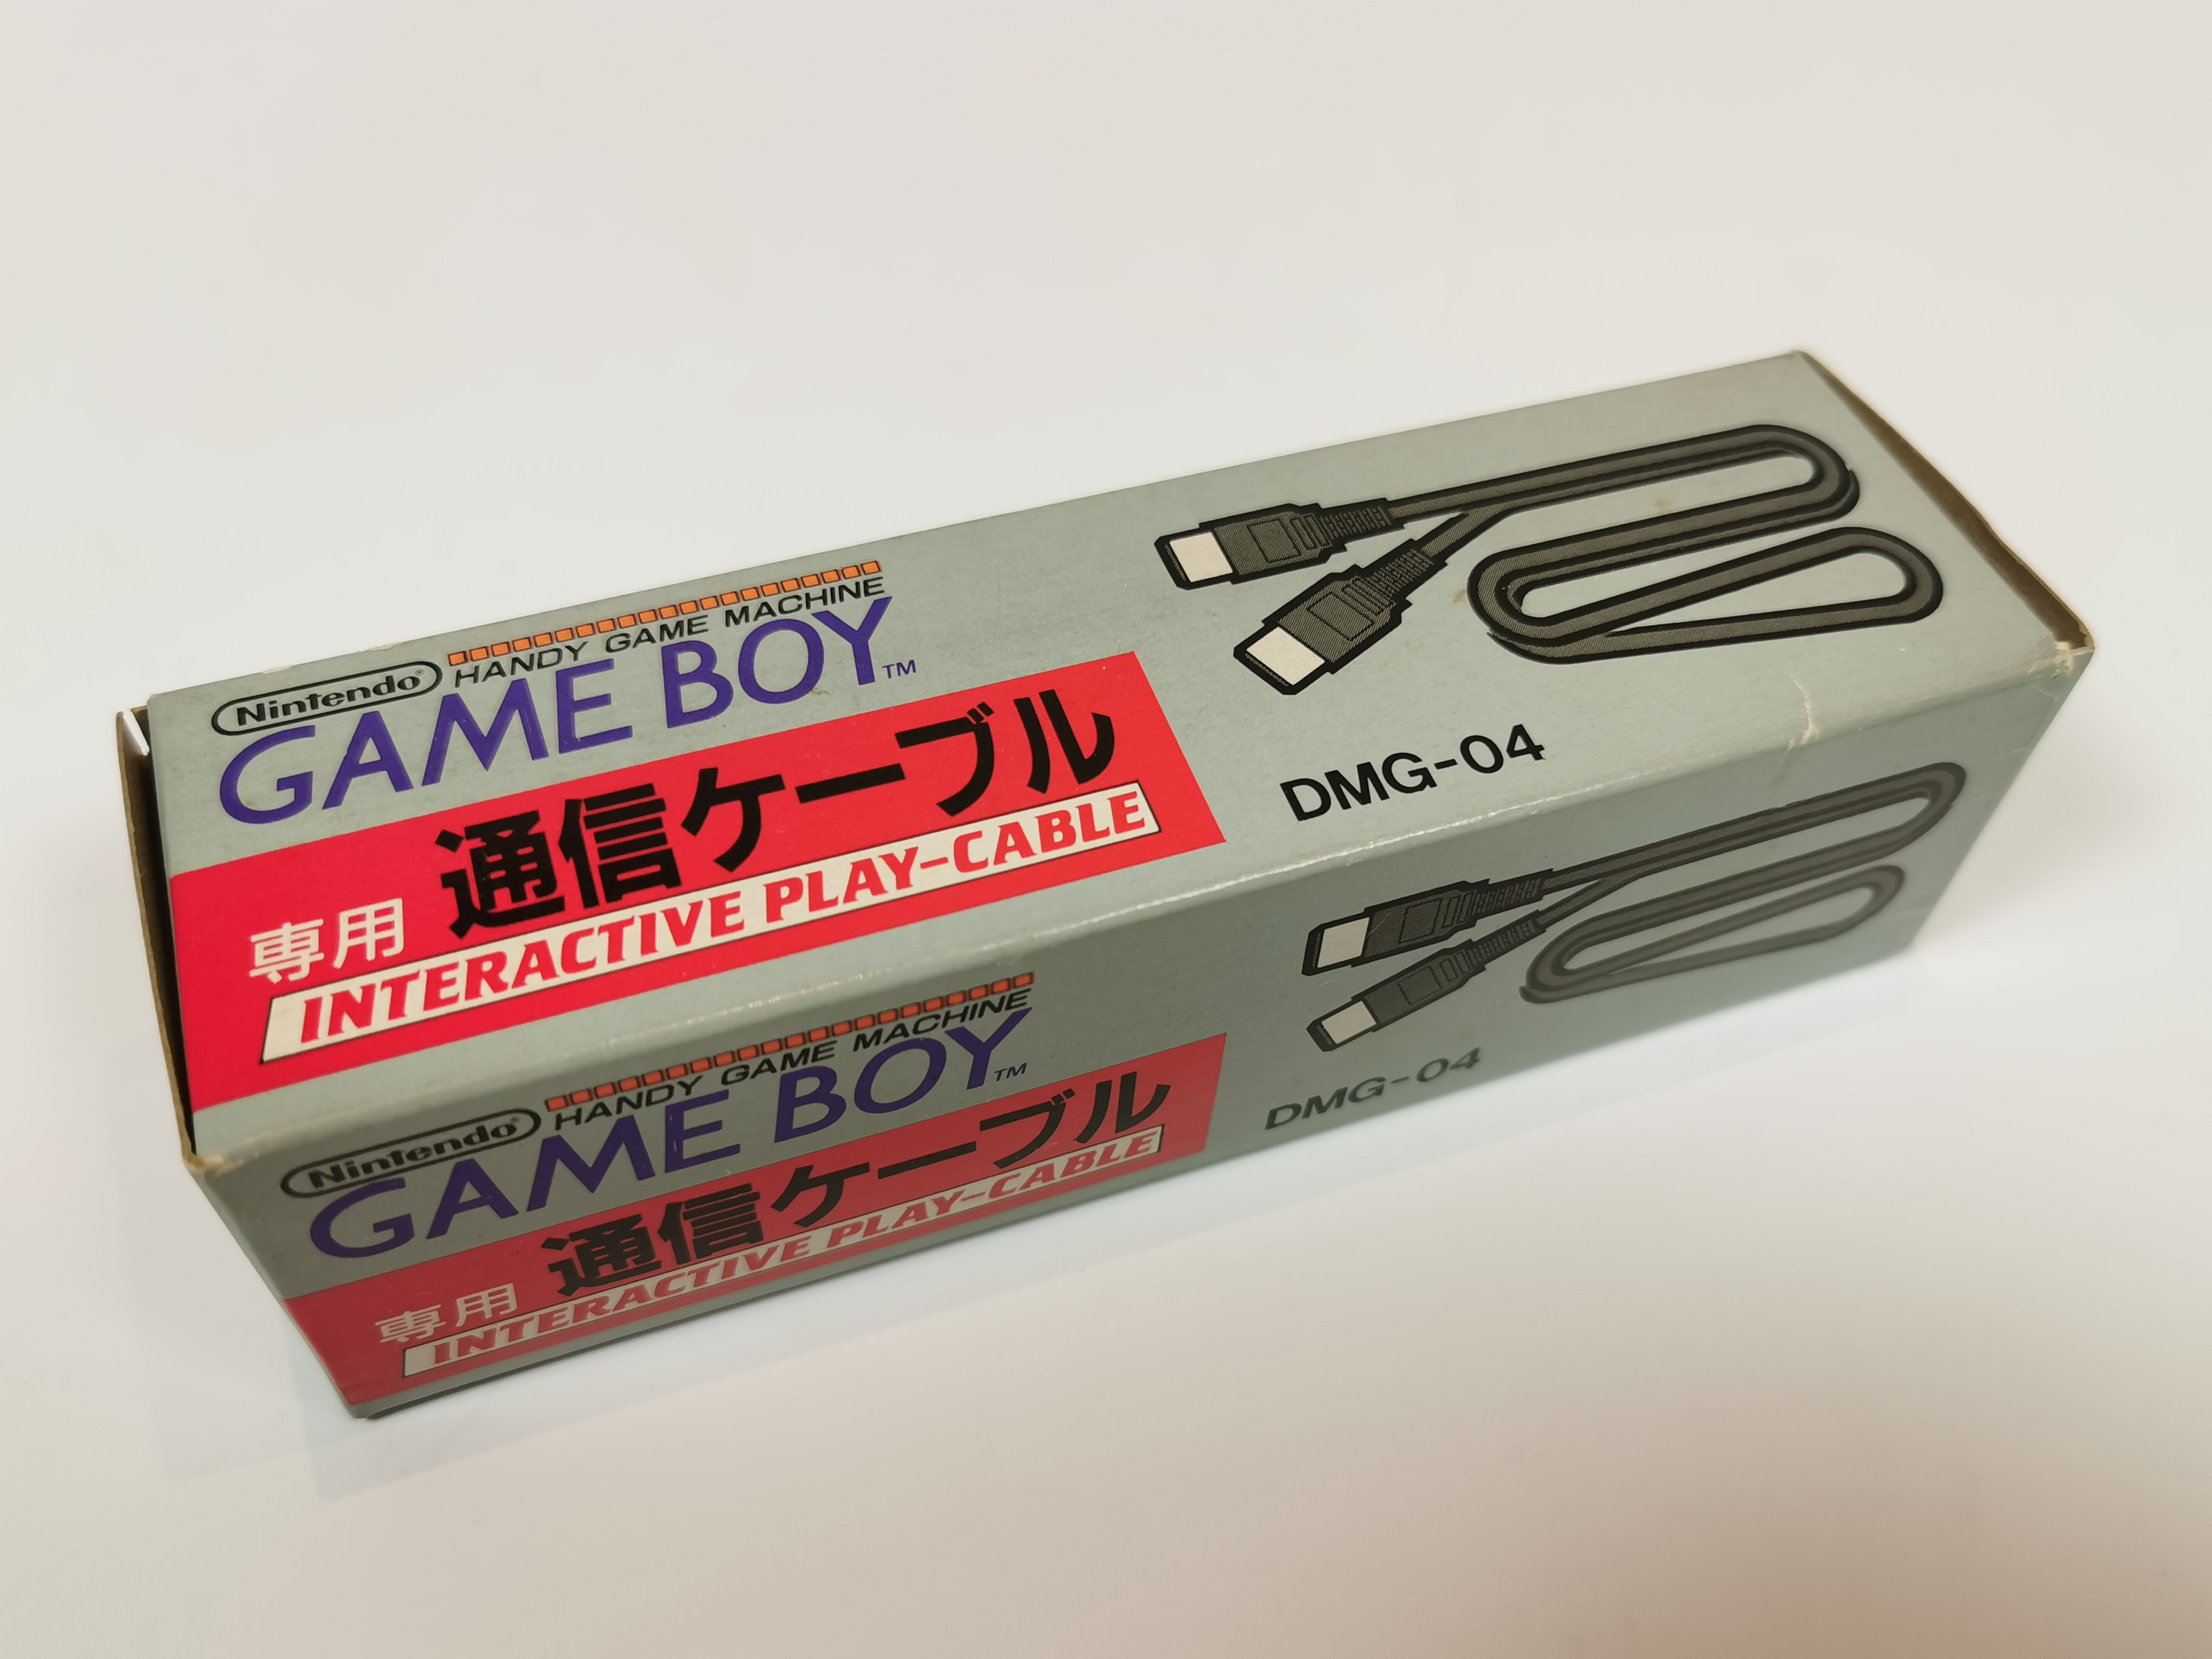 Nintendo®
HANDY GAME MACHINE
GAME BOY™
専用 通信ケーブル
INTERACTIVE PLAY-CABLE
DMG-04
Nintendo®
HANDY GAME MACHINE
GAME BOY™
専用 通信ケーブル
INTERACTIVE PLAY-CABLE
DMG-04